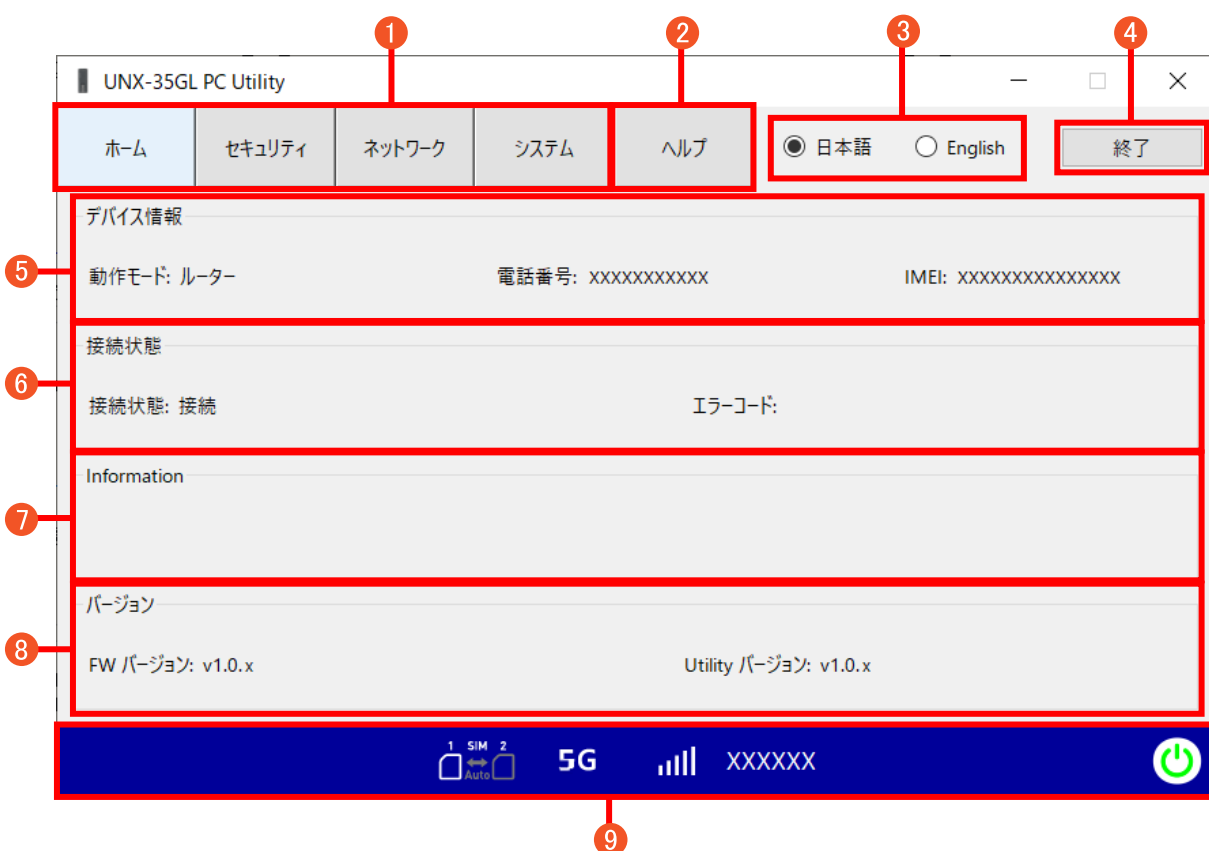 1 2 3 4
UNX-35GL PC Utility
ホーム セキュリティ ネットワーク システム ヘルプ 日本語 English 終了
デバイス情報
5
動作モード: ルーター 電話番号: XXXXXXXXXXX IMEI: XXXXXXXXXXXXXXX
接続状態
6
接続状態: 接続 エラーコード:
Information
7
バージョン
8
FW バージョン: v1.0.x Utility バージョン: v1.0.x
1 SIM 2
Auto 5G XXXXXX
9